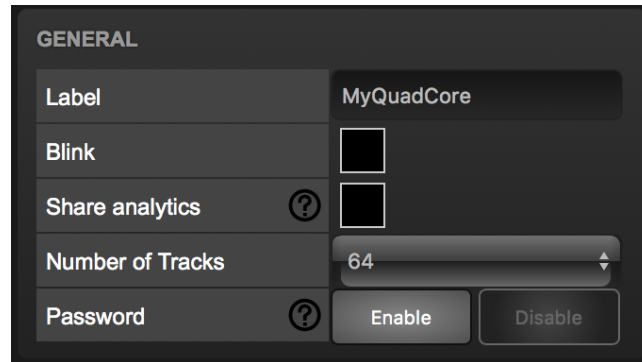 GENERAL
Label MyQuadCore
Blink
Share analytics ?
Number of Tracks 64
Password ? Enable Disable